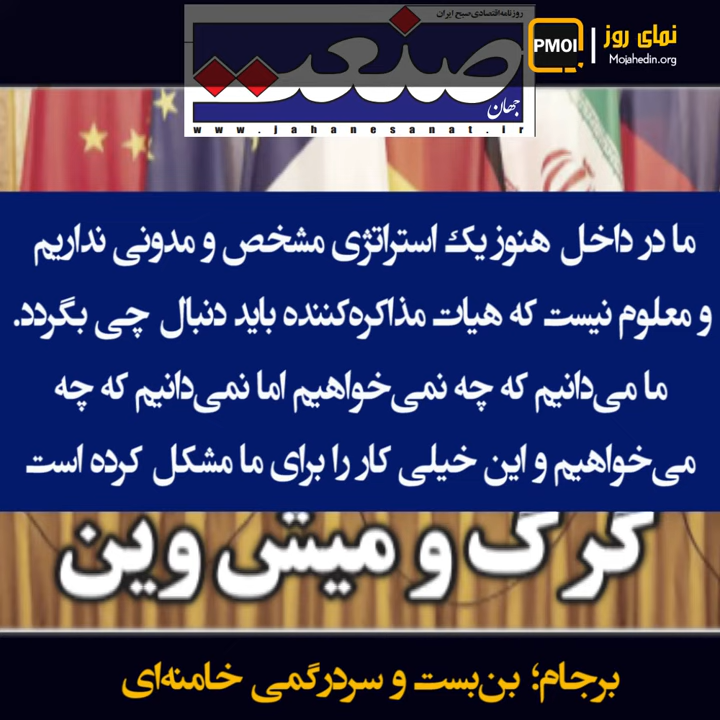 روزنامه اقتصادی صبح ایران
نمای روز
PMOI
Mojahedin.org
جهان صنعت
www.jahanesanat.ir
ما در داخل هنوز یک استراتژی مشخص و مدونی نداریم
و معلوم نیست که هیات مذاکره‌کننده باید دنبال چی بگردد.
ما می‌دانیم که چه نمی‌خواهیم اما نمی‌دانیم که چه
می‌خواهیم و این خیلی کار را برای ما مشکل کرده است
گرگ و میش وین
برجام؛ بن‌بست و سردرگمی خامنه‌ای